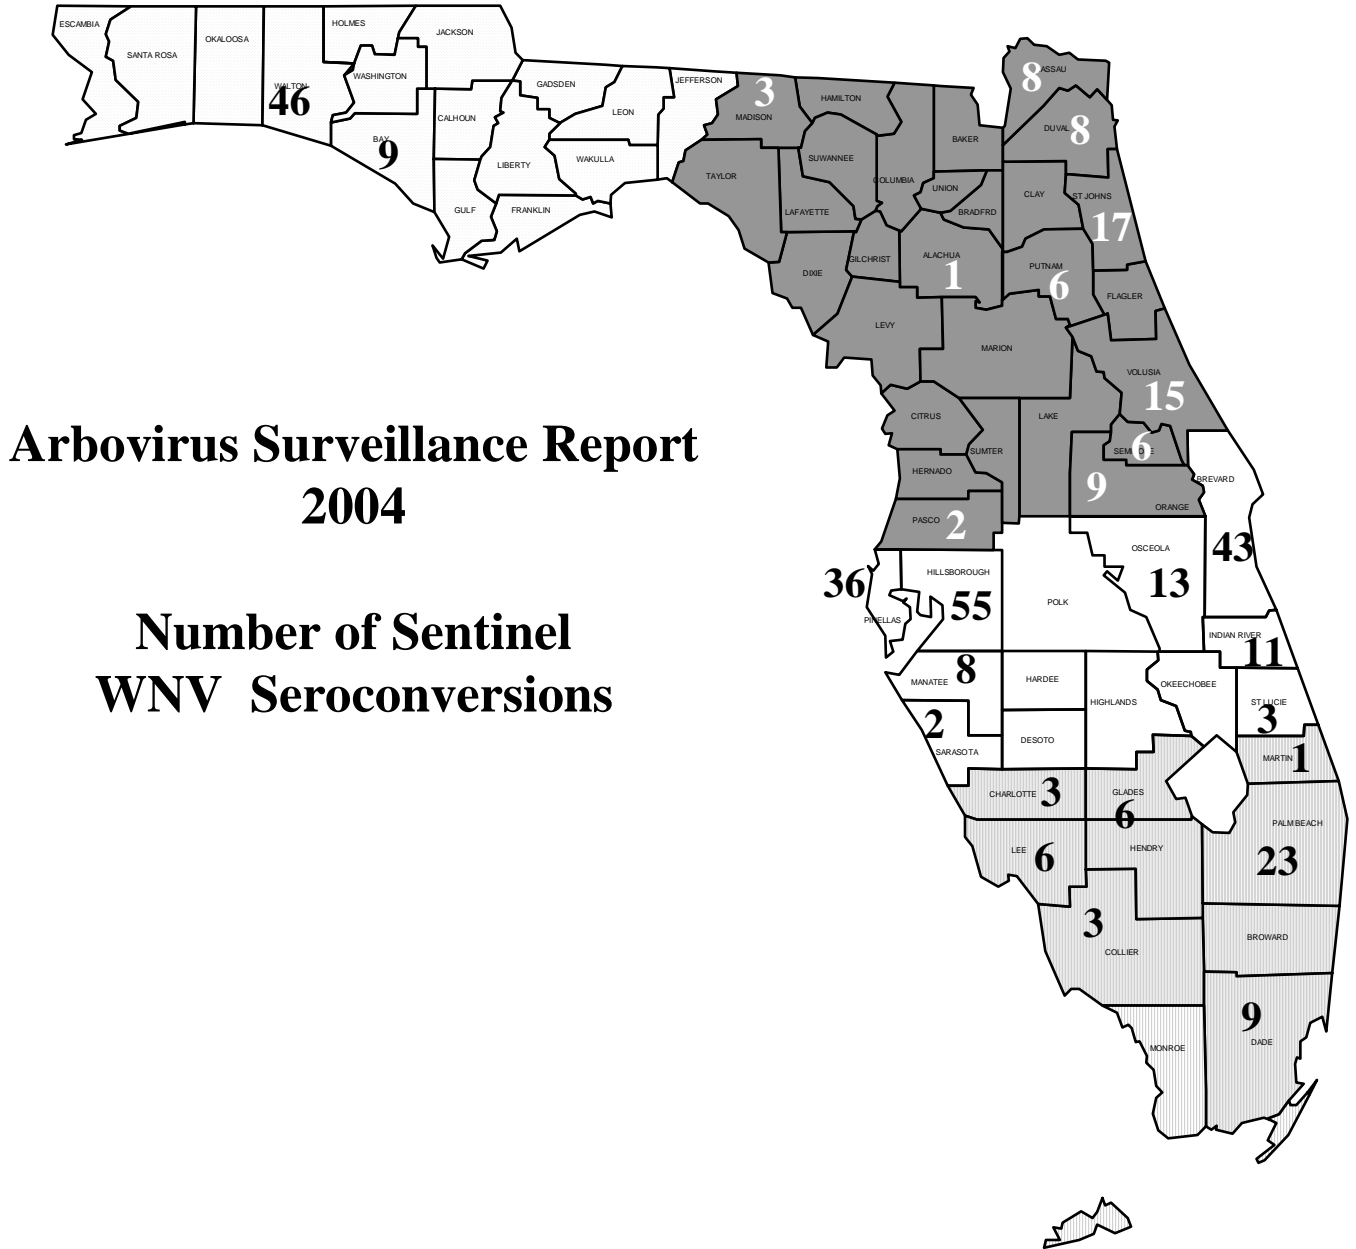 ESCAMBIA
SANTA ROSA
OKALOOSA
WALTON
46
HOLMES
JACKSON
WASHINGTON
BAY
9
CALHOUN
GULF
GADSDEN
LIBERTY
FRANKLIN
LEON
WAKULLA
JEFFERSON
3
MADISON
TAYLOR
HAMILTON
SUWANNEE
LAFAYETTE
COLUMBIA
BAKER
8
ASSAU
DUVAL
8
UNION
BRADFRD
CLAY
ST JOHNS
17
DIXIE
GILCHRIST
ALACHUA
1
PUTNAM
6
FLAGLER
LEVY
MARION
VOLUSIA
15
CITRUS
SUMTER
LAKE
SEMINOLE
6
HERNADO
9
ORANGE
BREVARD
43
PASCO
2
Arbovirus Surveillance Report
2004
Number of Sentinel
WNV Seroconversions
36
PINELLAS
HILLSBOROUGH
55
POLK
OSCEOLA
13
INDIAN RIVER
11
MANATEE
8
HARDEE
HIGHLANDS
OKEECHOBEE
ST LUCIE
3
2
SARASOTA
DESOTO
MARTIN
1
CHARLOTTE
3
GLADES
6
PALM BEACH
23
LEE
6
HENDRY
3
COLLIER
BROWARD
9
DADE
MONROE